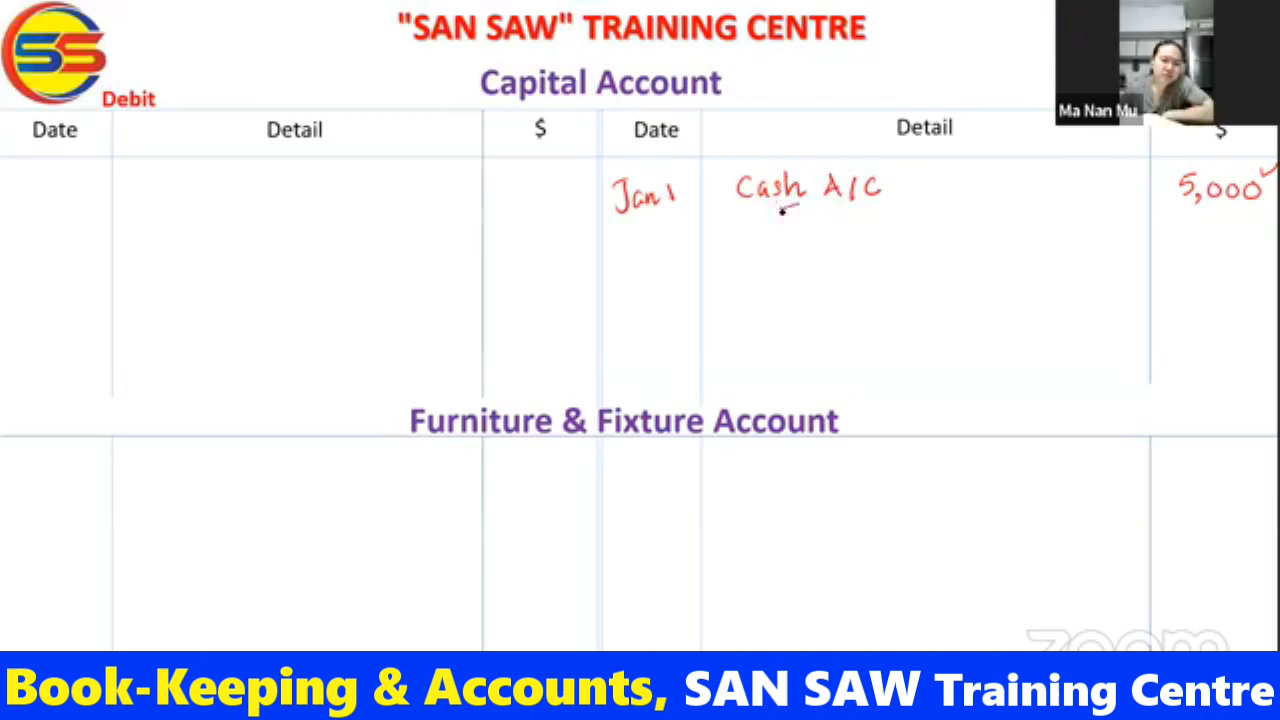 "SAN SAW" TRAINING CENTRE
SS
Capital Account
Debit
Ma Nan Mu
Date Detail $ Date Detail $
Jan 1 Cash A/C 5,000
Furniture & Fixture Account
zoom
Book-Keeping & Accounts, SAN SAW Training Centre